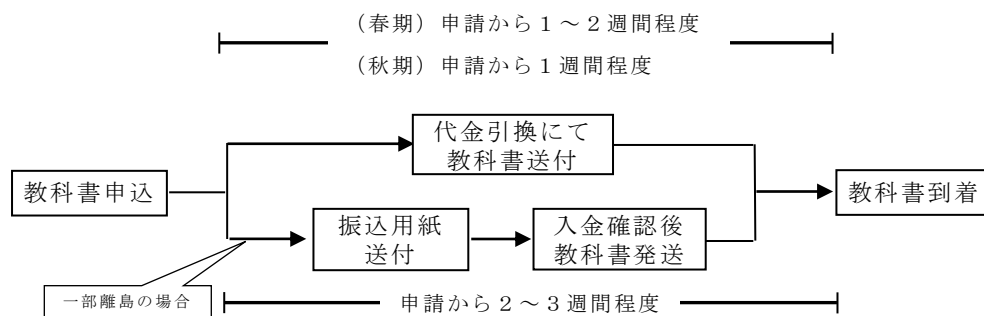 （春期）申請から１～２週間程度
（秋期）申請から１週間程度
代金引換にて
教科書送付
教科書申込
教科書到着
振込用紙
送付
入金確認後
教科書発送
一部離島の場合
申請から２～３週間程度